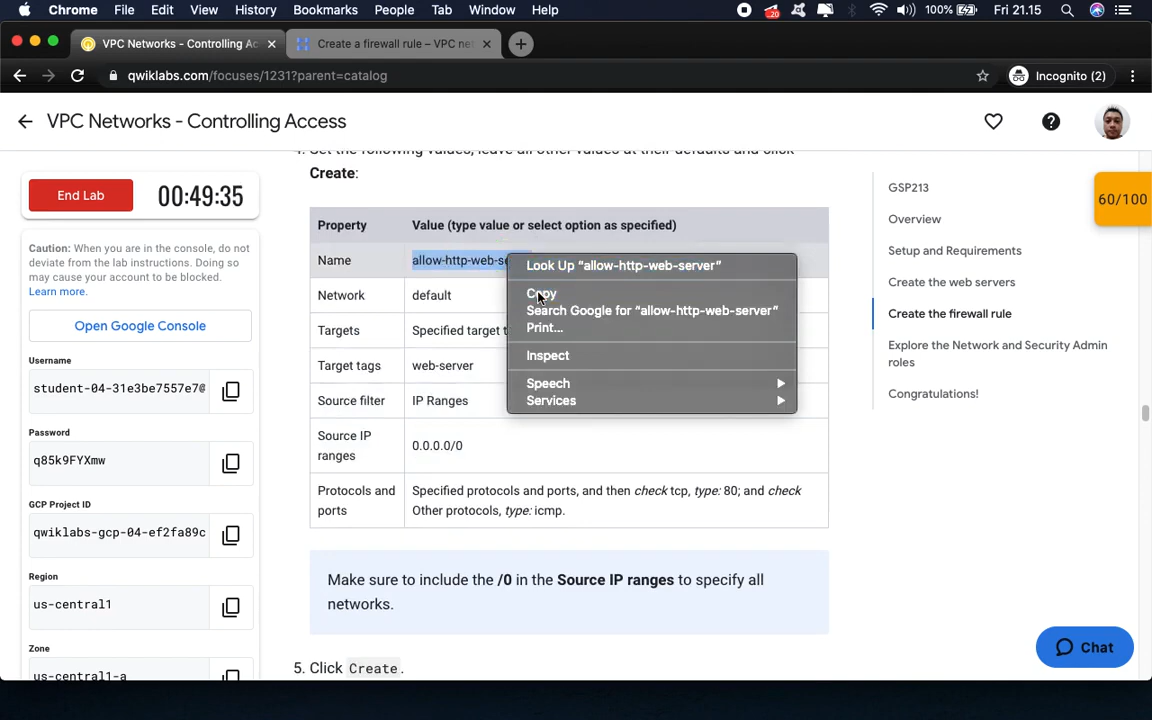 Chrome File Edit View History Bookmarks People Tab Window Help
20
100%
Fri 21.15
VPC Networks - Controlling Ac
Create a firewall rule – VPC net
qwiklabs.com/focuses/1231?parent=catalog
Incognito (2)
VPC Networks - Controlling Access
End Lab
00:49:35
Caution: When you are in the console, do not
deviate from the lab instructions. Doing so
may cause your account to be blocked.
Learn more.
Open Google Console
Username
student-04-31e3be7557e7@
Password
q85k9FYXmw
GCP Project ID
qwiklabs-gcp-04-ef2fa89c
Region
us-central1
Zone
us-central1-a
4. Set the following values, leave all other values at their defaults and click
Create:
Property Value (type value or select option as specified)
Name allow-http-web-se
Network default
Targets Specified target t
Target tags web-server
Source filter IP Ranges
Source IP
ranges
0.0.0.0/0
Protocols and
ports
Specified protocols and ports, and then check tcp, type: 80; and check
Other protocols, type: icmp.
Look Up “allow-http-web-server”
Copy
Search Google for “allow-http-web-server”
Print...
Inspect
Speech
Services
Make sure to include the /0 in the Source IP ranges to specify all
networks.
5. Click Create.
GSP213
Overview
Setup and Requirements
Create the web servers
Create the firewall rule
Explore the Network and Security Admin
roles
Congratulations!
60/100
Chat